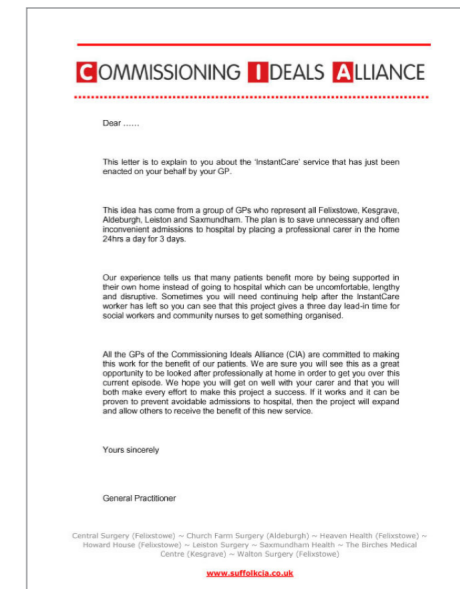 COMMISSIONING IDEALS ALLIANCE
Dear ......
This letter is to explain to you about the 'InstantCare' service that has just been
enacted on your behalf by your GP.
This idea has come from a group of GPs who represent all Felixstowe, Kesgrave,
Aldeburgh, Leiston and Saxmundham. The plan is to save unnecessary and often
inconvenient admissions to hospital by placing a professional carer in the home
24hrs a day for 3 days.
Our experience tells us that many patients benefit more by being supported in
their own home instead of going to hospital which can be uncomfortable, lengthy
and disruptive. Sometimes you will need continuing help after the InstantCare
worker has left so you can see that this project gives a three day lead-in time for
social workers and community nurses to get something organised.
All the GPs of the Commissioning Ideals Alliance (CIA) are committed to making
this work for the benefit of our patients. We are sure you will see this as a great
opportunity to be looked after professionally at home in order to get you over this
current episode. We hope you will get on well with your carer and that you will
both make every effort to make this project a success. If it works and it can be
proven to prevent avoidable admissions to hospital, then the project will expand
and allow others to receive the benefit of this new service.
Yours sincerely
General Practitioner
Central Surgery (Felixstowe) ~ Church Farm Surgery (Aldeburgh) ~ Heaven Health (Felixstowe) ~
Howard House (Felixstowe) ~ Leiston Surgery ~ Saxmundham Health ~ The Birches Medical
Centre (Kesgrave) ~ Walton Surgery (Felixstowe)
www.suffolkcia.co.uk